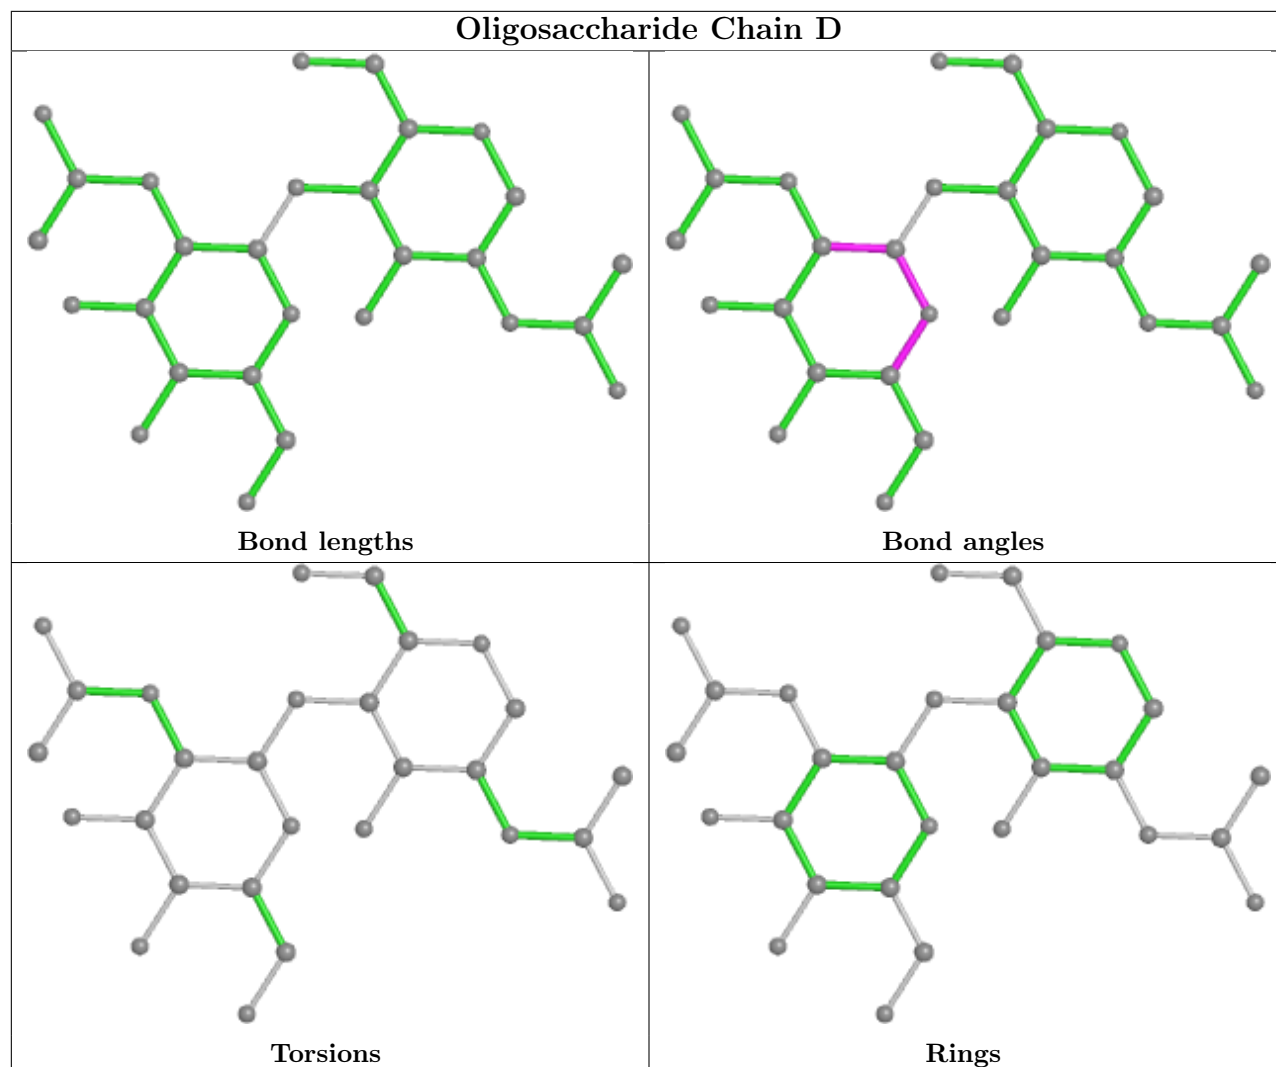 Oligosaccharide Chain D
Bond lengths
Bond angles
Torsions
Rings